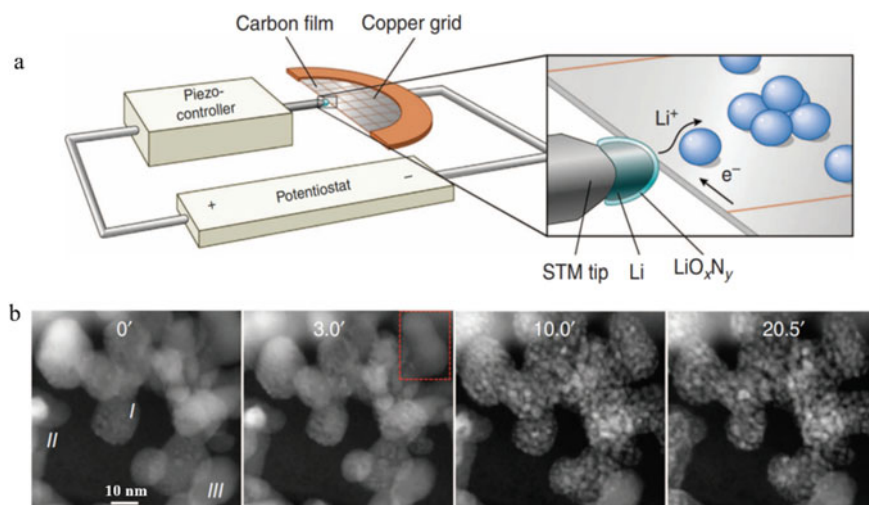 a
Carbon film
Copper grid
Piezo-
controller
+ Potentiostat −
Li⁺
e⁻
STM tip
Li
LiOₓNᵧ
b
0′
3.0′
10.0′
20.5′
I
II
III
10 nm